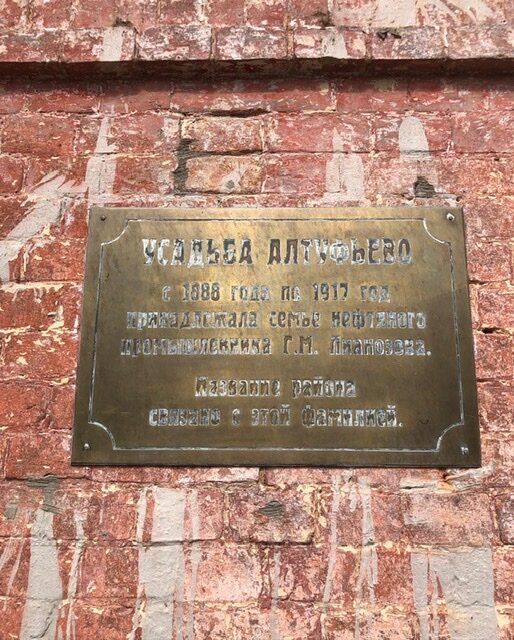 УСАДЬБА АЛТУФЬЕВО
с 1888 года по 1917 год
принадлежала семье нефтяного
промышленника Г.М. Лианозова.
Название района
связано с этой фамилией.